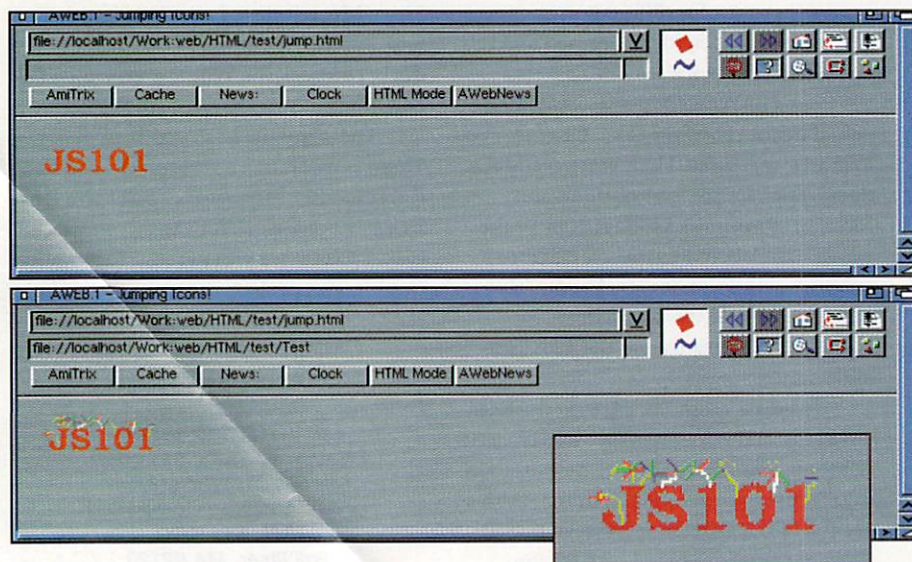 AWEB.1 - Jumping Icons!
file://localhost/Work:web/HTML/test/jump.html
AmiTrix Cache News: Clock HTML Mode AWebNews
JS101
AWEB.1 - Jumping Icons!
file://localhost/Work:web/HTML/test/jump.html
file://localhost/Work:web/HTML/test/Test
AmiTrix Cache News: Clock HTML Mode AWebNews
JS101
JS101